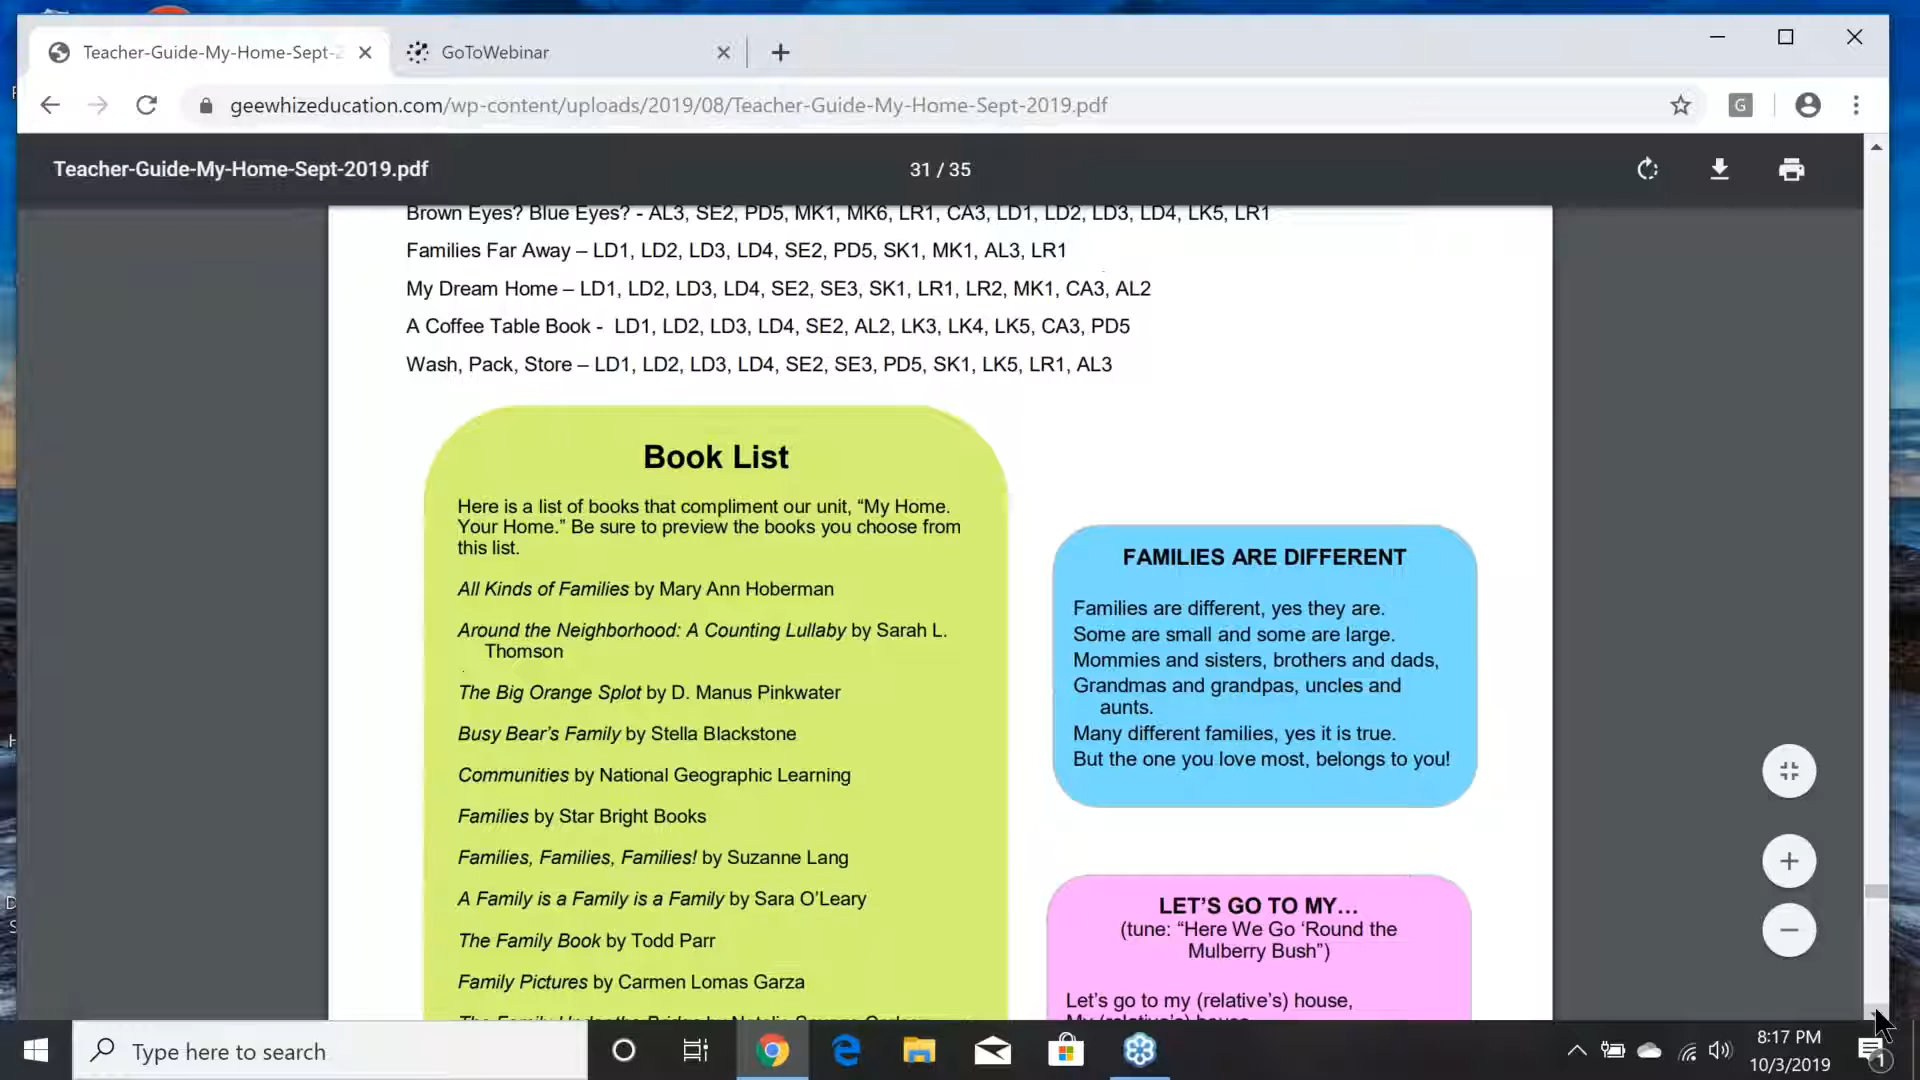 Teacher-Guide-My-Home-Sept-2
GoToWebinar
geewhizeducation.com/wp-content/uploads/2019/08/Teacher-Guide-My-Home-Sept-2019.pdf
G
Teacher-Guide-My-Home-Sept-2019.pdf
31 / 35
Brown Eyes? Blue Eyes? - AL3, SE2, PD5, MK1, MK6, LR1, CA3, LD1, LD2, LD3, LD4, LK5, LR1
Families Far Away – LD1, LD2, LD3, LD4, SE2, PD5, SK1, MK1, AL3, LR1
My Dream Home – LD1, LD2, LD3, LD4, SE2, SE3, SK1, LR1, LR2, MK1, CA3, AL2
A Coffee Table Book - LD1, LD2, LD3, LD4, SE2, AL2, LK3, LK4, LK5, CA3, PD5
Wash, Pack, Store – LD1, LD2, LD3, LD4, SE2, SE3, PD5, SK1, LK5, LR1, AL3
Book List
Here is a list of books that compliment our unit, “My Home.
Your Home.” Be sure to preview the books you choose from
this list.
All Kinds of Families by Mary Ann Hoberman
Around the Neighborhood: A Counting Lullaby by Sarah L.
Thomson
The Big Orange Splot by D. Manus Pinkwater
Busy Bear’s Family by Stella Blackstone
Communities by National Geographic Learning
Families by Star Bright Books
Families, Families, Families! by Suzanne Lang
A Family is a Family is a Family by Sara O’Leary
The Family Book by Todd Parr
Family Pictures by Carmen Lomas Garza
FAMILIES ARE DIFFERENT
Families are different, yes they are.
Some are small and some are large.
Mommies and sisters, brothers and dads,
Grandmas and grandpas, uncles and
aunts.
Many different families, yes it is true.
But the one you love most, belongs to you!
LET’S GO TO MY…
(tune: “Here We Go ‘Round the
Mulberry Bush”)
Let’s go to my (relative’s) house,
My (relative’s) house
Type here to search
8:17 PM
10/3/2019
1